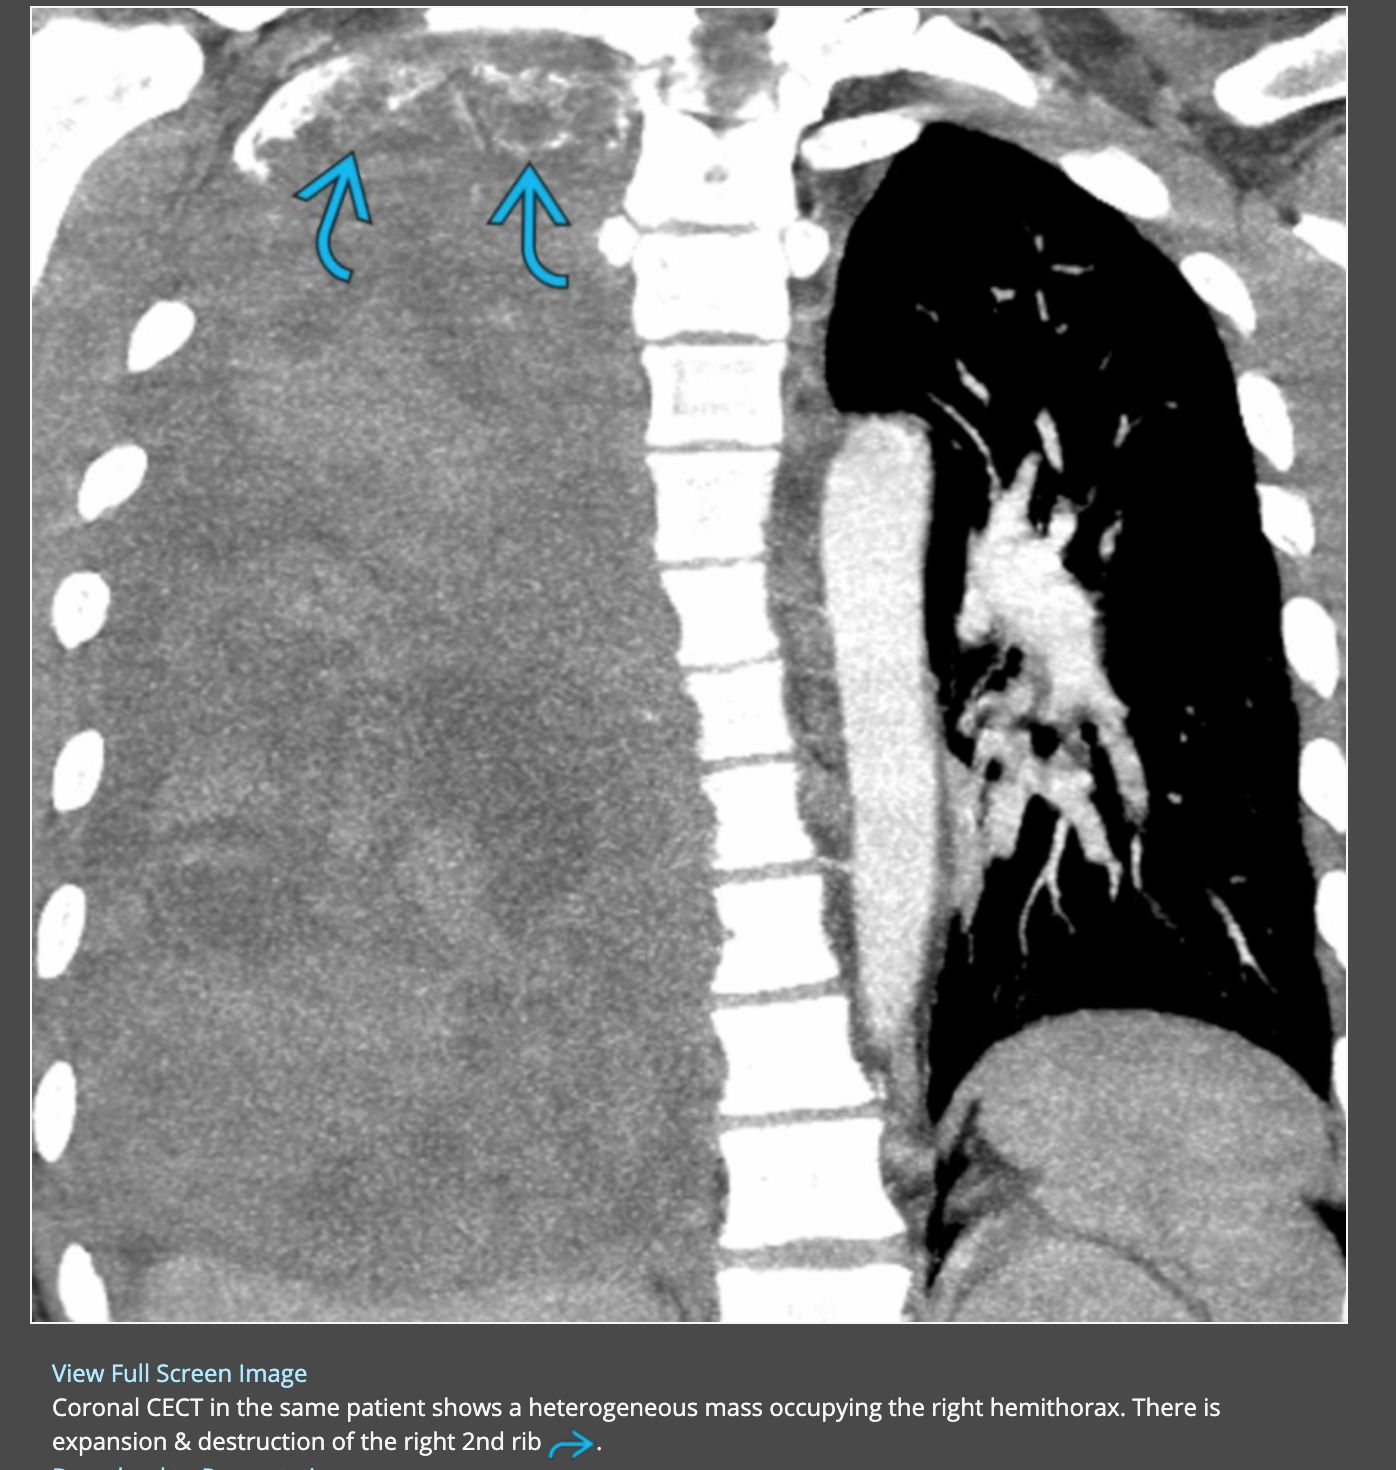 View Full Screen Image
Coronal CECT in the same patient shows a heterogeneous mass occupying the right hemithorax. There is
expansion & destruction of the right 2nd rib .